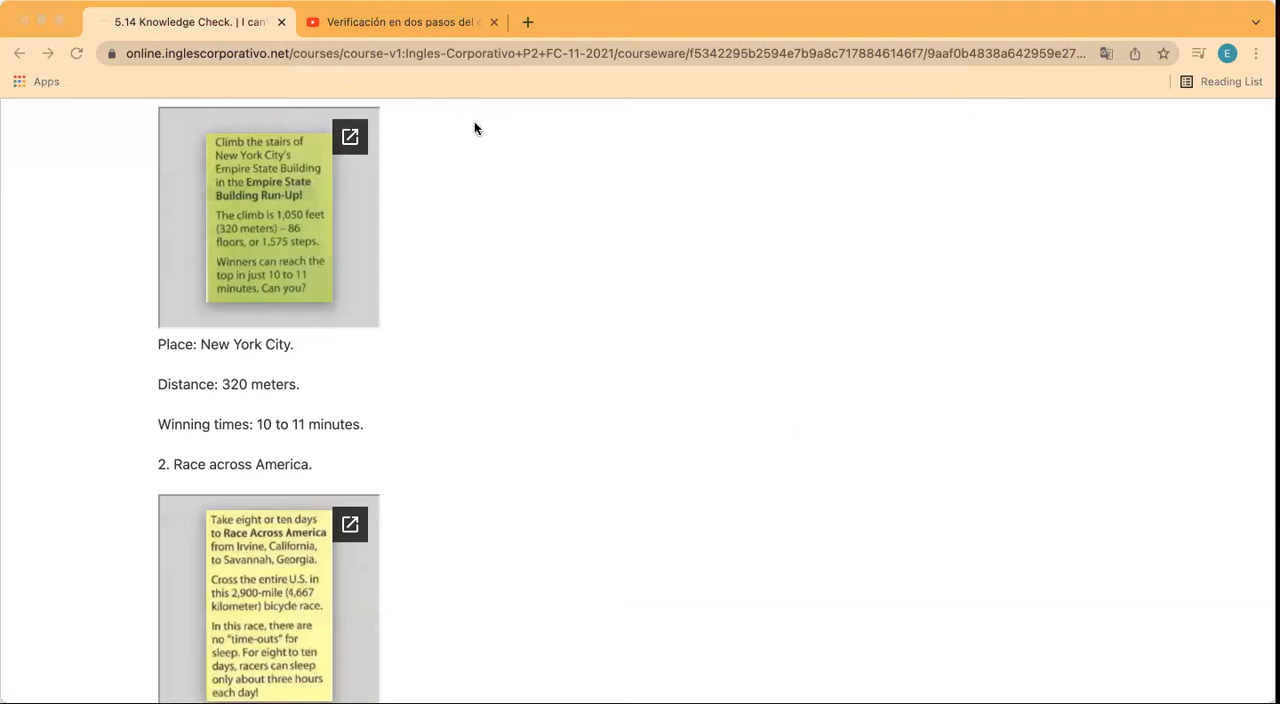 5.14 Knowledge Check. | I can
Verificación en dos pasos del c
online.inglescorporativo.net/courses/course-v1:Ingles-Corporativo+P2+FC-11-2021/courseware/f5342295b2594e7b9a8c7178846146f7/9aaf0b4838a642959e27...
E
Apps
Reading List
Climb the stairs of
New York City's
Empire State Building
in the Empire State
Building Run-Up!
The climb is 1,050 feet
(320 meters) – 86
floors, or 1,575 steps.
Winners can reach the
top in just 10 to 11
minutes. Can you?
Place: New York City.
Distance: 320 meters.
Winning times: 10 to 11 minutes.
2. Race across America.
Take eight or ten days
to Race Across America
from Irvine, California,
to Savannah, Georgia.
Cross the entire U.S. in
this 2,900-mile (4,667
kilometer) bicycle race.
In this race, there are
no "time-outs" for
sleep. For eight to ten
days, racers can sleep
only about three hours
each day!